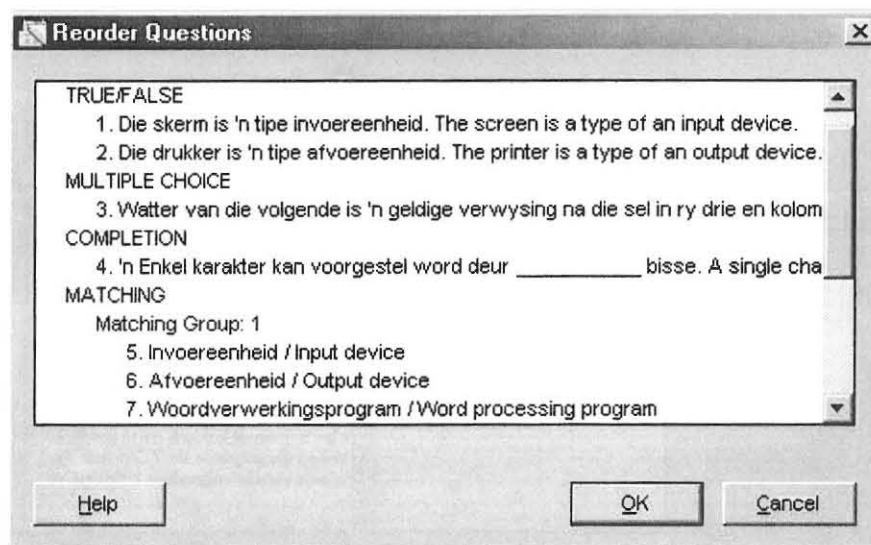 Reorder Questions
TRUE/FALSE
1. Die skerm is 'n tipe invoereenheid. The screen is a type of an input device.
2. Die drukker is 'n tipe afvoereenheid. The printer is a type of an output device.
MULTIPLE CHOICE
3. Watter van die volgende is 'n geldige verwysing na die sel in ry drie en kolom
COMPLETION
4. 'n Enkel karakter kan voorgestel word deur ___________ bisse. A single cha
MATCHING
Matching Group: 1
5. Invoereenheid / Input device
6. Afvoereenheid / Output device
7. Woordverwerkingsprogram / Word processing program
Help OK Cancel